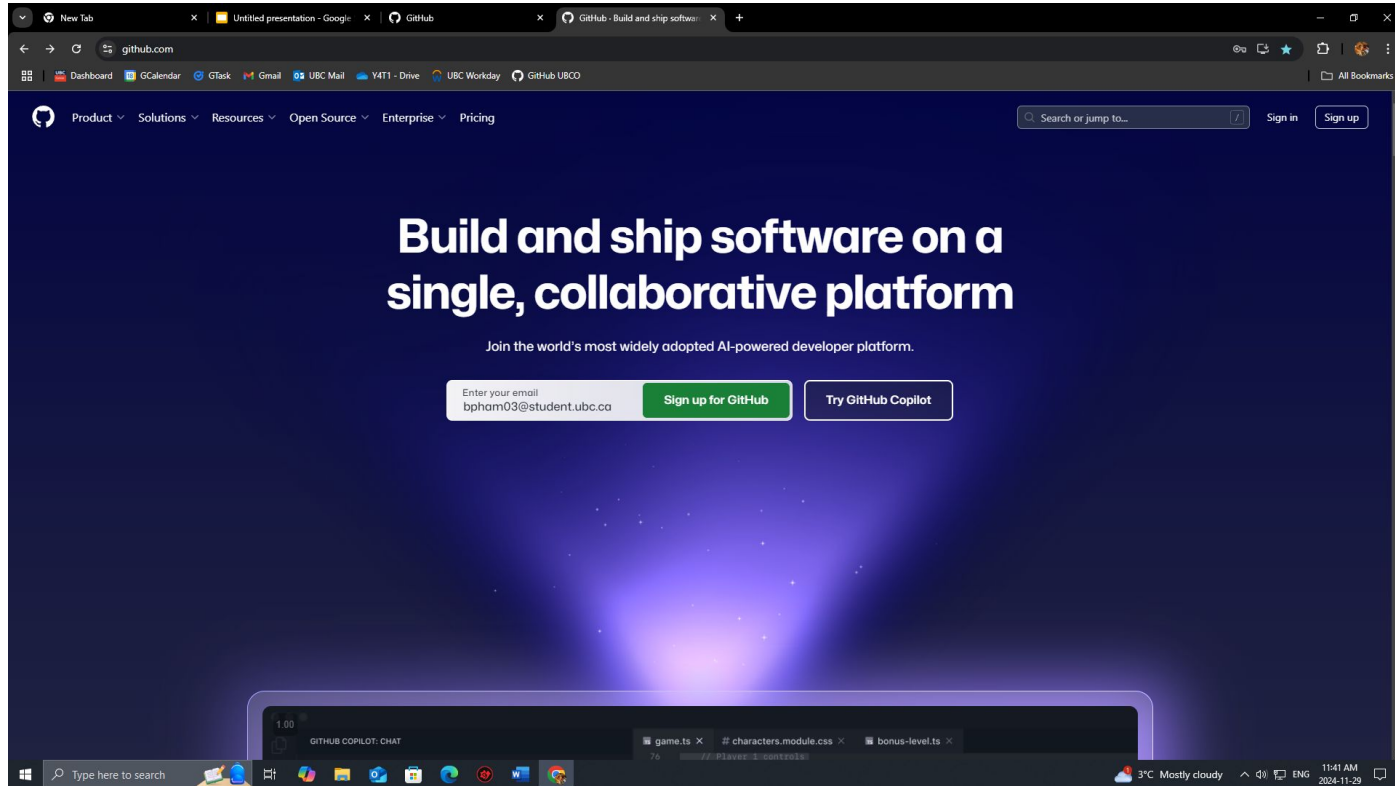 New Tab
Untitled presentation - Google
GitHub
GitHub · Build and ship softwar
github.com
Dashboard GCalendar GTask Gmail UBC Mail Y4T1 - Drive UBC Workday GitHub UBCO All Bookmarks
Product Solutions Resources Open Source Enterprise Pricing Search or jump to... / Sign in Sign up
Build and ship software on a
single, collaborative platform
Join the world's most widely adopted AI-powered developer platform.
Enter your email
bpham03@student.ubc.ca
Sign up for GitHub Try GitHub Copilot
1.00
GITHUB COPILOT: CHAT game.ts # characters.module.css bonus-level.ts
76 // Player 1 controls
Type here to search 1 3°C Mostly cloudy ENG 11:41 AM
2024-11-29